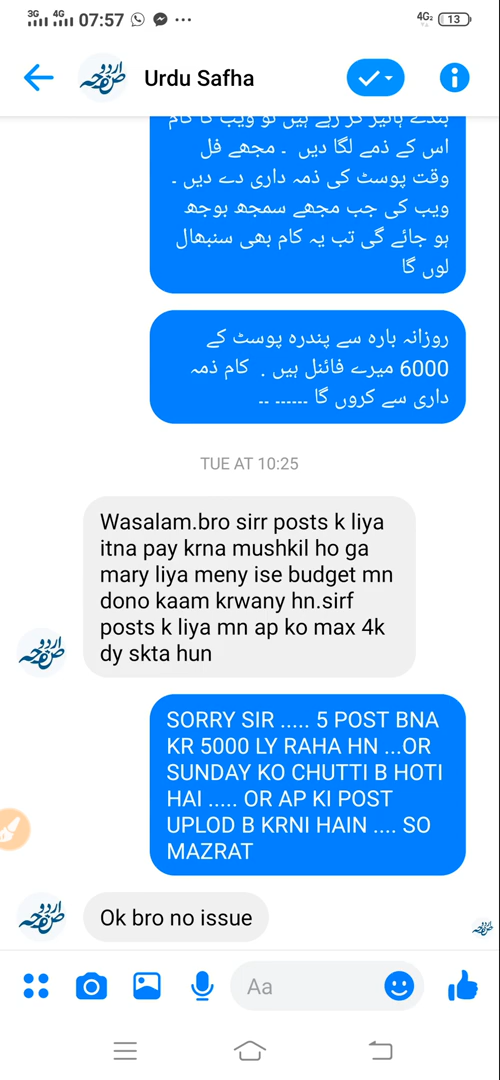 3G 4G 07:57 ... 4G2 13
Urdu Safha
بندے ہائیر کر رہے ہیں تو ویب کا کام
اس کے ذمے لگا دیں ۔ مجھے فل
وقت پوسٹ کی ذمہ داری دے دیں ۔
ویب کی جب مجھے سمجھ بوجھ
ہو جائے گی تب یہ کام بھی سنبھال
لوں گا
روزانہ بارہ سے پندرہ پوسٹ کے
6000 میرے فائنل ہیں . کام ذمہ
داری سے کروں گا ...... ..
TUE AT 10:25
Wasalam.bro sirr posts k liya
itna pay krna mushkil ho ga
mary liya meny ise budget mn
dono kaam krwany hn.sirf
posts k liya mn ap ko max 4k
dy skta hun
اردو صفحہ
SORRY SIR ..... 5 POST BNA
KR 5000 LY RAHA HN ...OR
SUNDAY KO CHUTTI B HOTI
HAI ..... OR AP KI POST
UPLOD B KRNI HAIN .... SO
MAZRAT
اردو صفحہ
Ok bro no issue
Aa